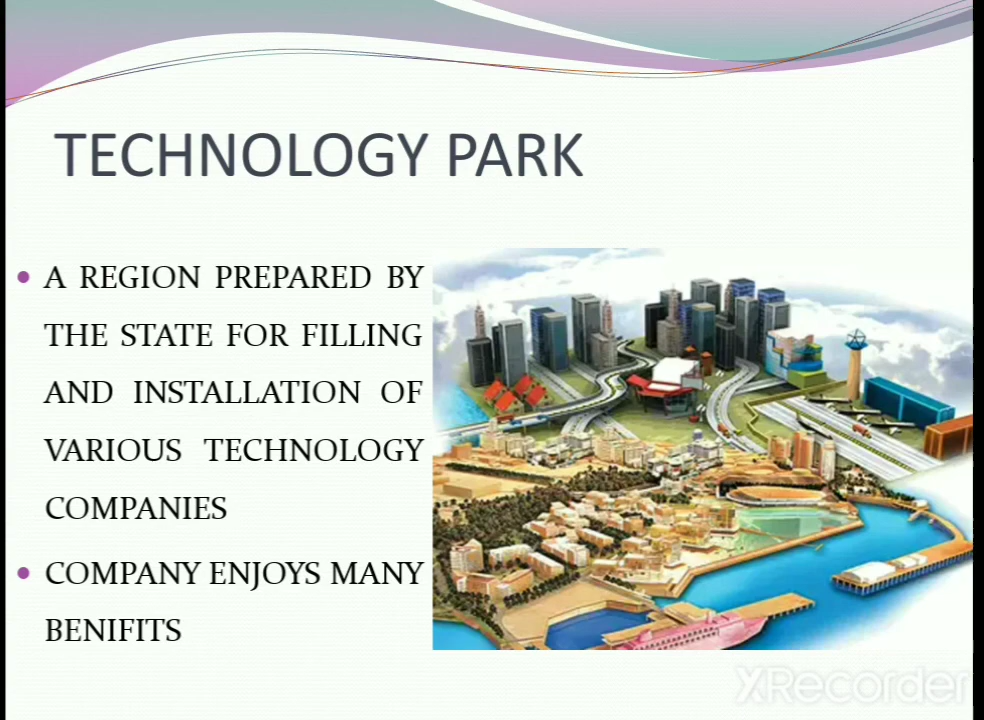 TECHNOLOGY PARK
• A REGION PREPARED BY
THE STATE FOR FILLING
AND INSTALLATION OF
VARIOUS TECHNOLOGY
COMPANIES
• COMPANY ENJOYS MANY
BENIFITS
XRecorder